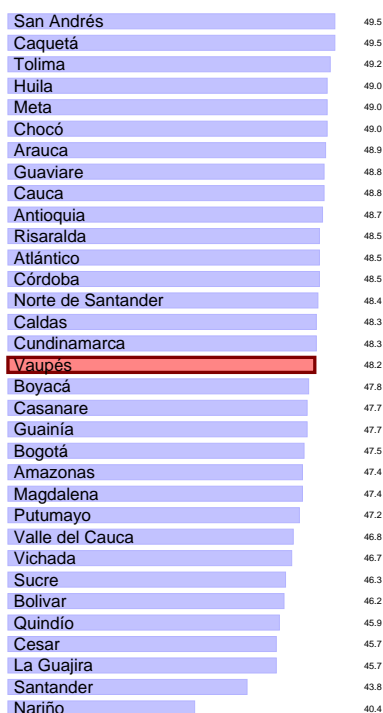 San Andrés 49.5
Caquetá 49.5
Tolima 49.2
Huila 49.0
Meta 49.0
Chocó 49.0
Arauca 48.9
Guaviare 48.8
Cauca 48.8
Antioquia 48.7
Risaralda 48.5
Atlántico 48.5
Córdoba 48.5
Norte de Santander 48.4
Caldas 48.3
Cundinamarca 48.3
Vaupés 48.2
Boyacá 47.8
Casanare 47.7
Guainía 47.7
Bogotá 47.5
Amazonas 47.4
Magdalena 47.4
Putumayo 47.2
Valle del Cauca 46.8
Vichada 46.7
Sucre 46.3
Bolivar 46.2
Quindío 45.9
Cesar 45.7
La Guajira 45.7
Santander 43.8
Nariño 40.4